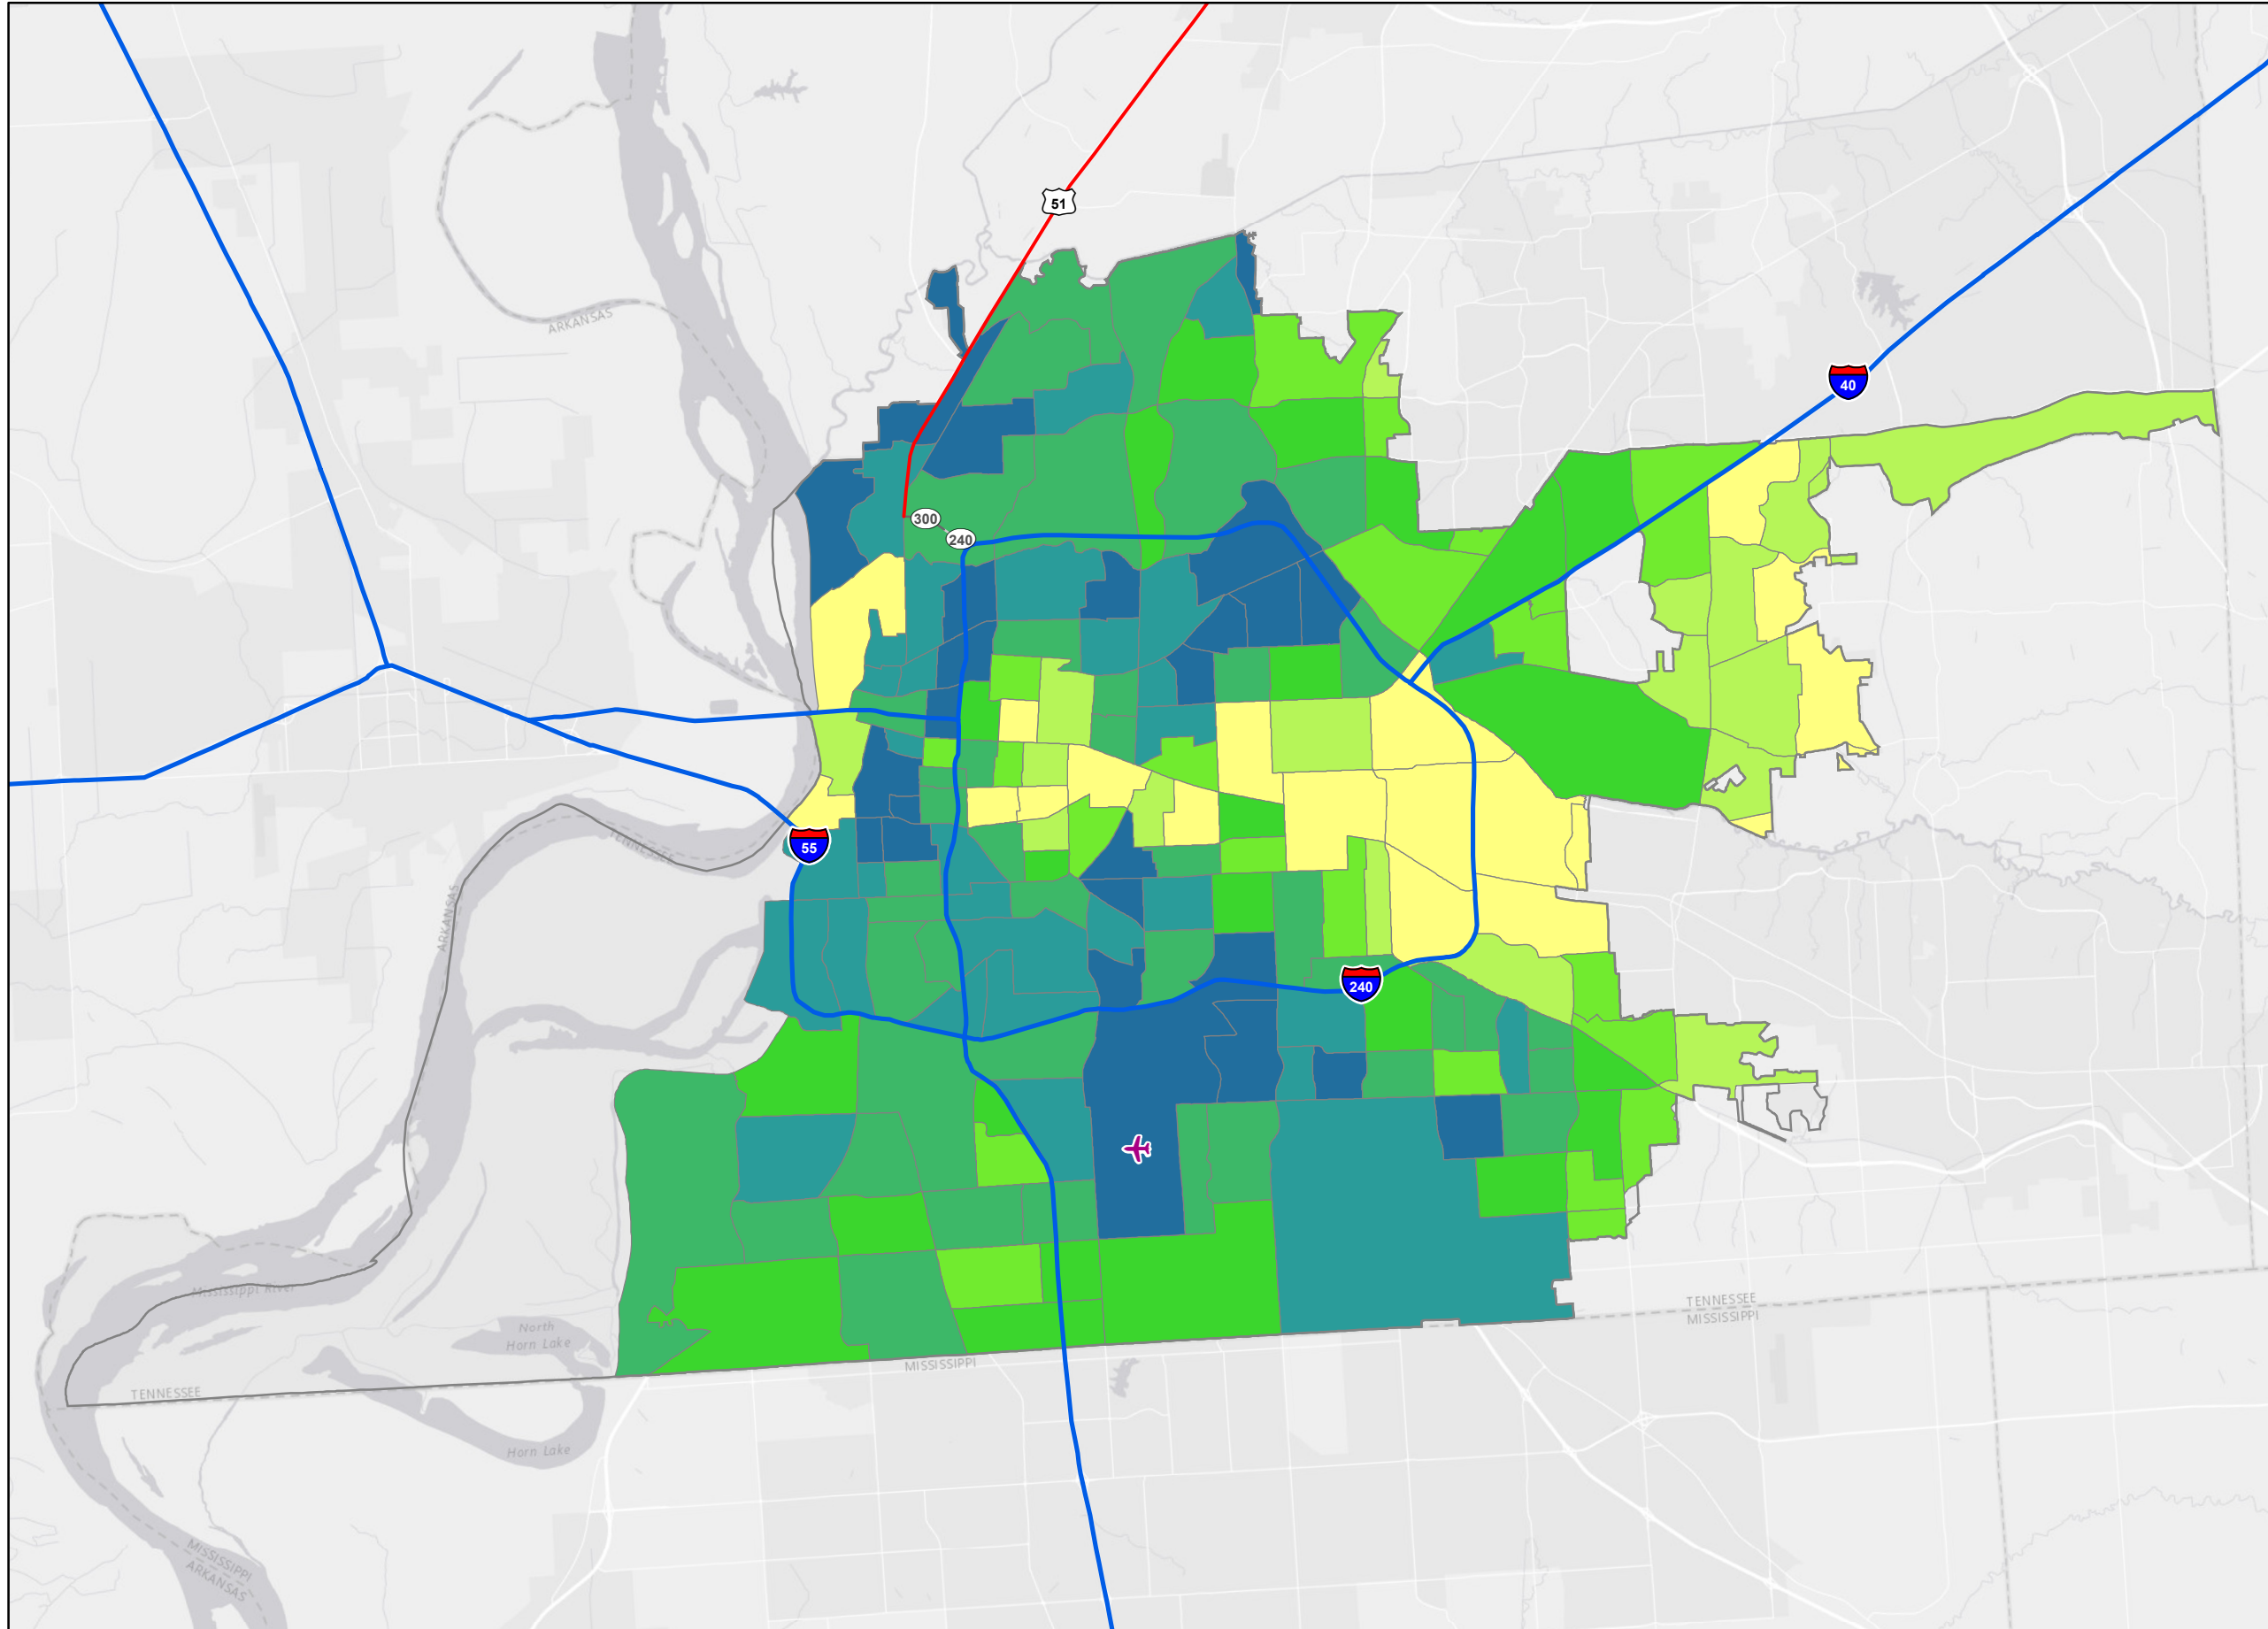 51
ARKANSAS
40
300
240
55
TENNESSEE
ARKANSAS
240
Mississippi River
TENNESSEE
MISSISSIPPI
North
Horn Lake
MISSISSIPPI
TENNESSEE
Horn Lake
MISSISSIPPI
ARKANSAS